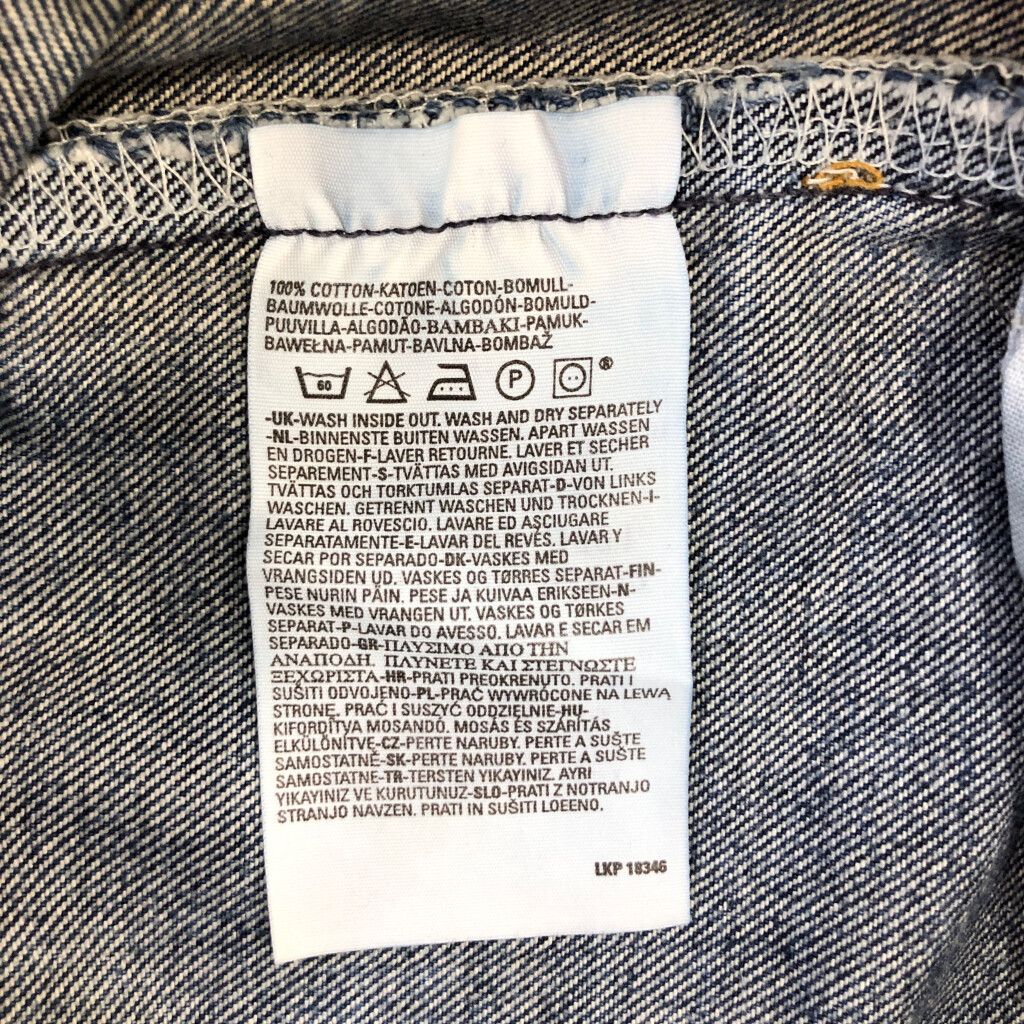 100% COTTON-KATOEN-COTON-BOMULL-
BAUMWOLLE-COTONE-ALGODÓN-BOMULD-
PUUVILLA-ALGODÃO-BAMBAKI-PAMUK-
BAWEŁNA-PAMUT-BAVLNA-BOMBAŽ
60 P ®
-UK-WASH INSIDE OUT. WASH AND DRY SEPARATELY
-NL-BINNENSTE BUITEN WASSEN. APART WASSEN
EN DROGEN-F-LAVER RETOURNE. LAVER ET SECHER
SEPAREMENT-S-TVÄTTAS MED AVIGSIDAN UT.
TVÄTTAS OCH TORKTUMLAS SEPARAT-D-VON LINKS
WASCHEN. GETRENNT WASCHEN UND TROCKNEN-I-
LAVARE AL ROVESCIO. LAVARE ED ASCIUGARE
SEPARATAMENTE-E-LAVAR DEL REVÉS. LAVAR Y
SECAR POR SEPARADO-DK-VASKES MED
VRANGSIDEN UD. VASKES OG TØRRES SEPARAT-FIN-
PESE NURIN PÄIN. PESE JA KUIVAA ERIKSEEN-N-
VASKES MED VRANGEN UT. VASKES OG TØRKES
SEPARAT-P-LAVAR DO AVESSO. LAVAR E SECAR EM
SEPARADO-GR-ΠΛΥΣΙΜΟ ΑΠΟ ΤΗΝ
ΑΝΑΠΟΔΗ. ΠΛΥΝΕΤΕ ΚΑΙ ΣΤΕΓΝΩΣΤΕ
ΞΕΧΩΡΙΣΤΑ-HR-PRATI PREOKRENUTO. PRATI I
SUŠITI ODVOJENO-PL-PRAĆ WYWRÓCONE NA LEWĄ
STRONĘ. PRAĆ I SUSZYĆ ODDZIELNIE-HU-
KIFORDÎTVA MOSANDÓ. MOSÁS ÉS SZÁRÍTÁS
ELKÜLÖNÍTVE-CZ-PERTE NARUBY. PERTE A SUŠTE
SAMOSTATNE-SK-PERTE NARUBY. PERTE A SUŠTE
SAMOSTATNE-TR-TERSTEN YIKAYINIZ. AYRI
YIKAYINIZ VE KURUTUNUZ-SLO-PRATI Z NOTRANJO
STRANJO NAVZEN. PRATI IN SUŠITI LOEENO.
LKP 18346